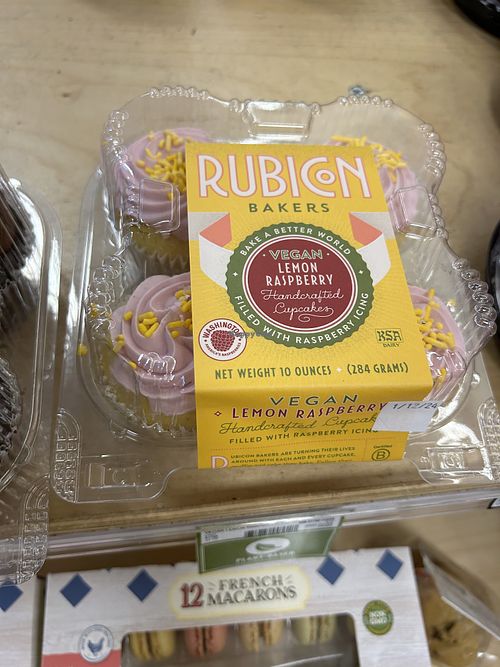 RUBICON
BAKERS
BAKE A BETTER WORLD
VEGAN
LEMON
RASPBERRY
Handcrafted
Cupcakes
FILLED WITH RASPBERRY ICING
WASHINGTON
KSA
DAIRY
NET WEIGHT 10 OUNCES + (284 GRAMS)
VEGAN
LEMON RASPBERRY
1/12/24
Handcrafted Cupcak
FILLED WITH RASPBERRY ICING
RUBICON BAKERS ARE TURNING THEIR LIVES
AROUND WITH EACH AND EVERY CUPCAKE,
Certified
B
12 FRENCH
MACARONS